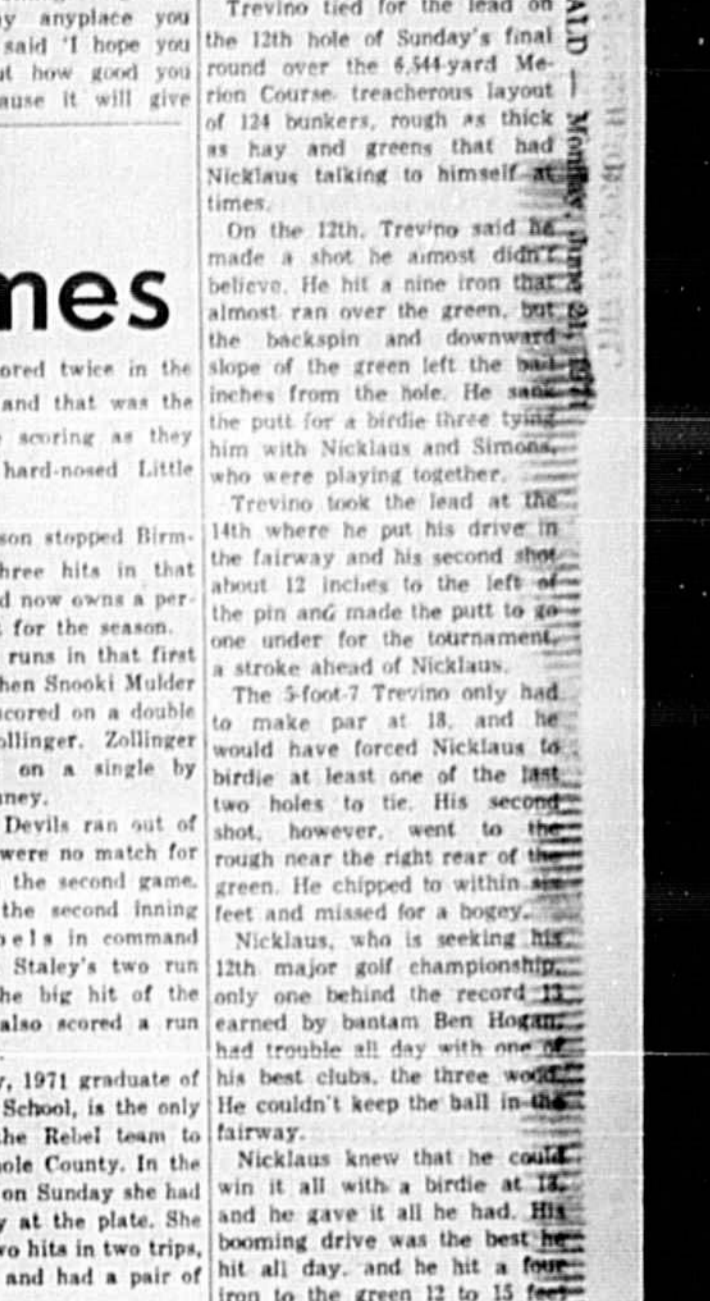 y anyplace you
said 'I hope you
ut how good you
ause it will give
mes
ored twice in the
and that was the
scoring as they
hard-nosed Little
son stopped Birm-
hree hits in that
d now owns a per-
for the season.
runs in that first
hen Snooki Mulder
scored on a double
ollinger. Zollinger
on a single by
nney.
Devils ran out of
were no match for
the second game.
the second inning
bels in command
Staley's two run
he big hit of the
also scored a run
y, 1971 graduate of
School, is the only
the Rebel team to
ole County. In the
on Sunday she had
y at the plate. She
wo hits in two trips,
and had a pair of
Trevino tied for the lead on
the 12th hole of Sunday's final
round over the 6,544-yard Me-
rion Course treacherous layout
of 124 bunkers, rough as thick
as hay and greens that had
Nicklaus talking to himself at
times.
On the 12th, Trevino said he
made a shot he almost didn't
believe. He hit a nine iron that
almost ran over the green, but
the backspin and downward
slope of the green left the ball
inches from the hole. He sank
the putt for a birdie three tying
him with Nicklaus and Simons,
who were playing together.
Trevino took the lead at the
14th where he put his drive in
the fairway and his second shot
about 12 inches to the left of
the pin and made the putt to go
one under for the tournament,
a stroke ahead of Nicklaus.
The 5-foot-7 Trevino only had
to make par at 18, and he
would have forced Nicklaus to
birdie at least one of the last
two holes to tie. His second
shot, however, went to the
rough near the right rear of the
green. He chipped to within six
feet and missed for a bogey.
Nicklaus, who is seeking his
12th major golf championship,
only one behind the record 13
earned by bantam Ben Hogan,
had trouble all day with one of
his best clubs, the three wood.
He couldn't keep the ball in the
fairway.
Nicklaus knew that he could
win it all with a birdie at 18,
and he gave it all he had. His
booming drive was the best he
hit all day, and he hit a four
iron to the green 12 to 15 feet
ALD — Monday, June 21, 1971